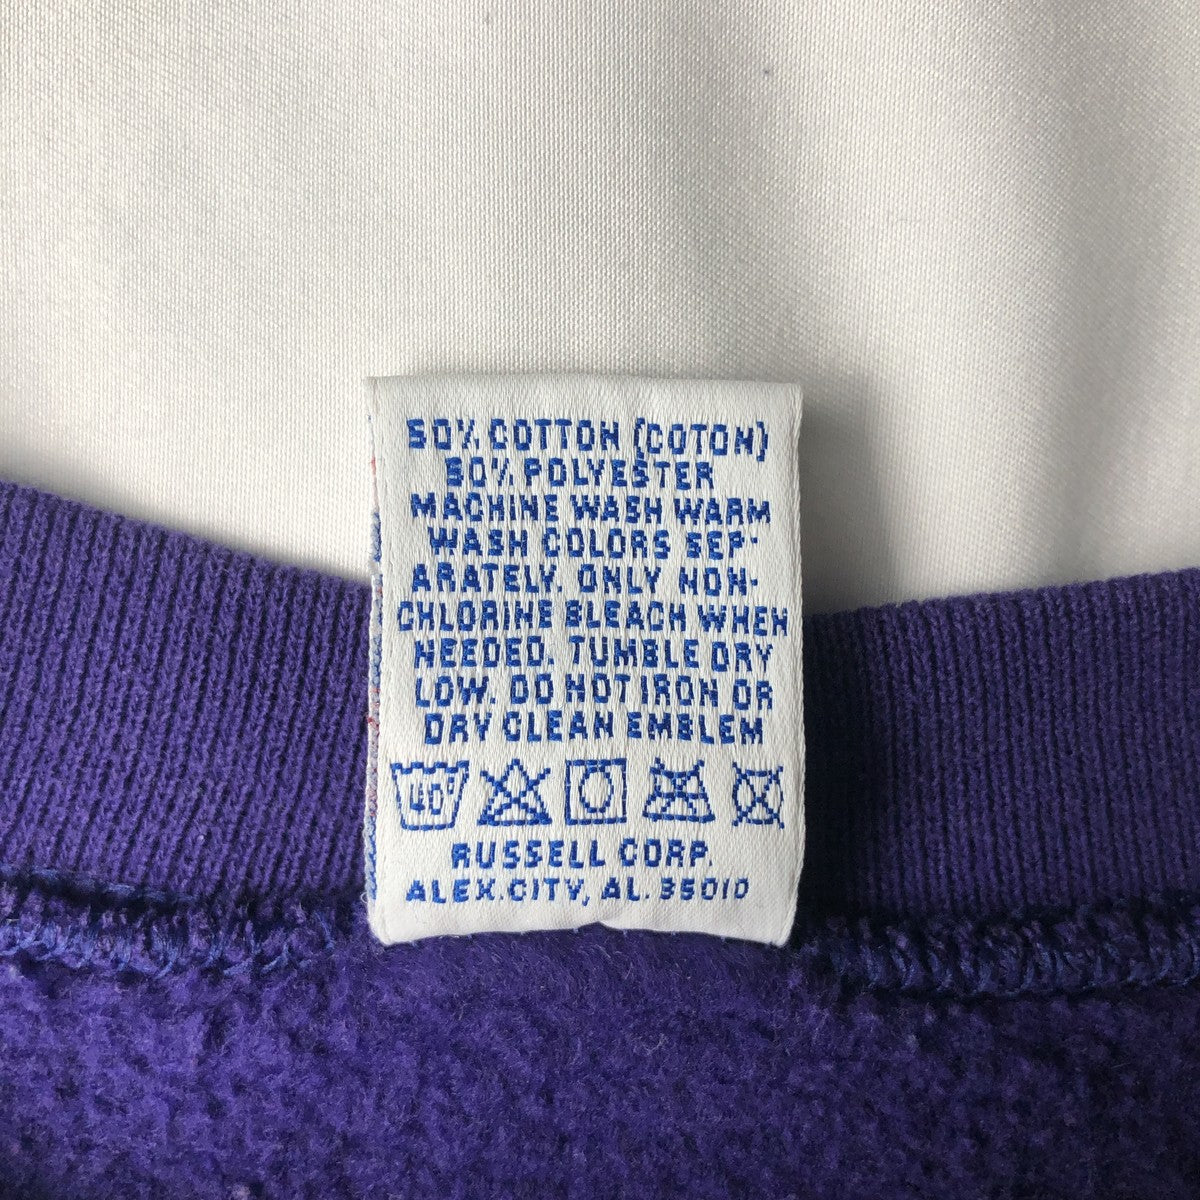 50% COTTON (COTON)
50% POLYESTER
MACHINE WASH WARM
WASH COLORS SEP-
ARATELY. ONLY NON-
CHLORINE BLEACH WHEN
NEEDED. TUMBLE DRY
LOW. DO NOT IRON OR
DRY CLEAN EMBLEM
40°
RUSSELL CORP.
ALEX.CITY, AL. 35010